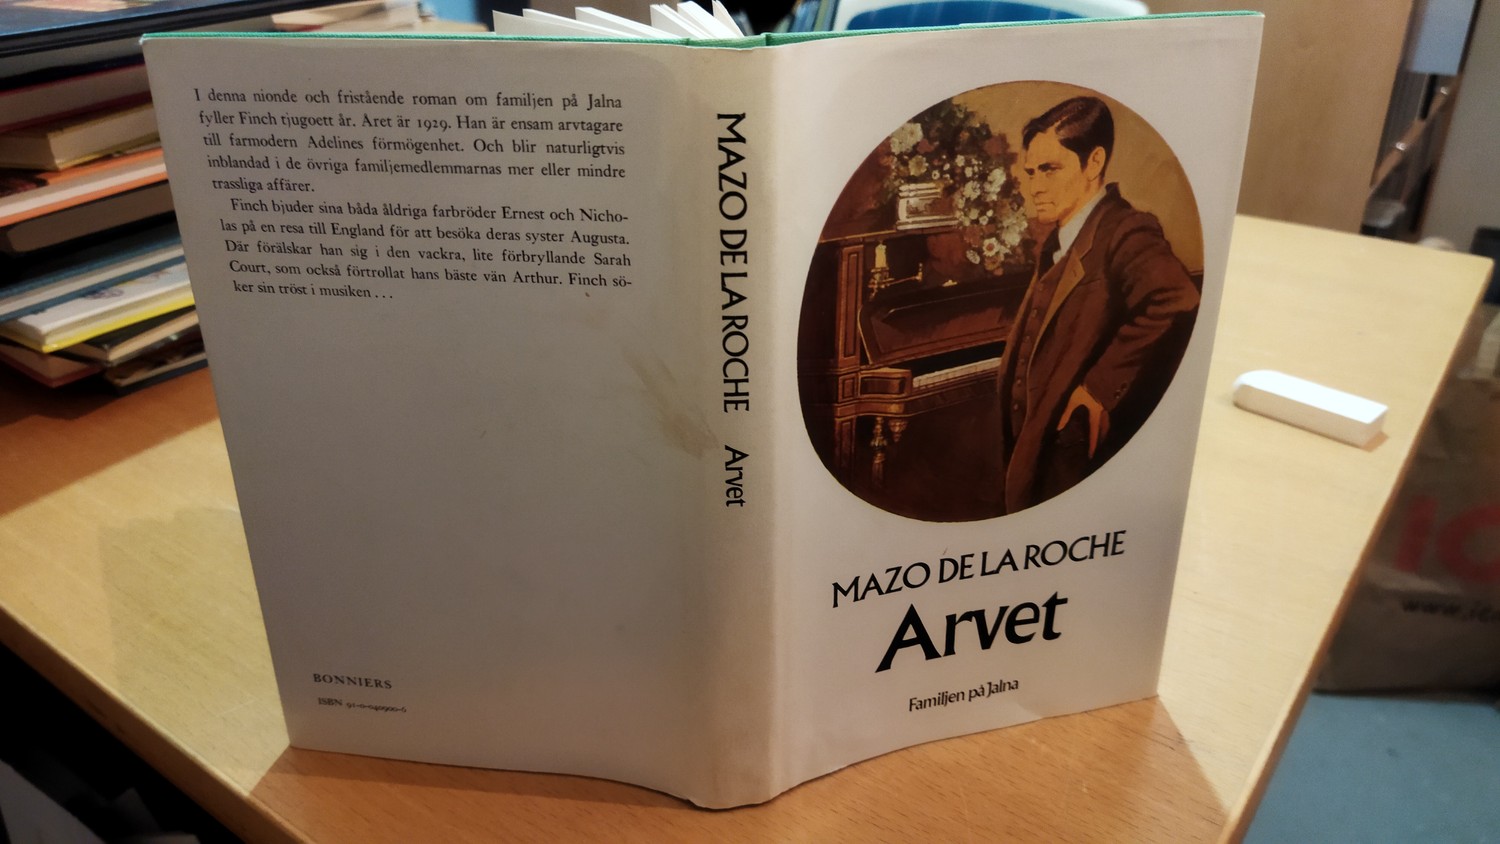 I denna nionde och fristående roman om familjen på Jalna
fyller Finch tjugoett år. Året är 1929. Han är ensam arvtagare
till farmodern Adelines förmögenhet. Och blir naturligtvis
inblandad i de övriga familjemedlemmarnas mer eller mindre
trassliga affärer.
Finch bjuder sina båda åldriga farbröder Ernest och Nicho-
las på en resa till England för att besöka deras syster Augusta.
Där förälskar han sig i den vackra, lite förbryllande Sarah
Court, som också förtrollat hans bäste vän Arthur. Finch sö-
ker sin tröst i musiken . . .
BONNIERS
ISBN
MAZO DE LA ROCHE Arvet
MAZO DE LA ROCHE
Arvet
Familjen på Jalna